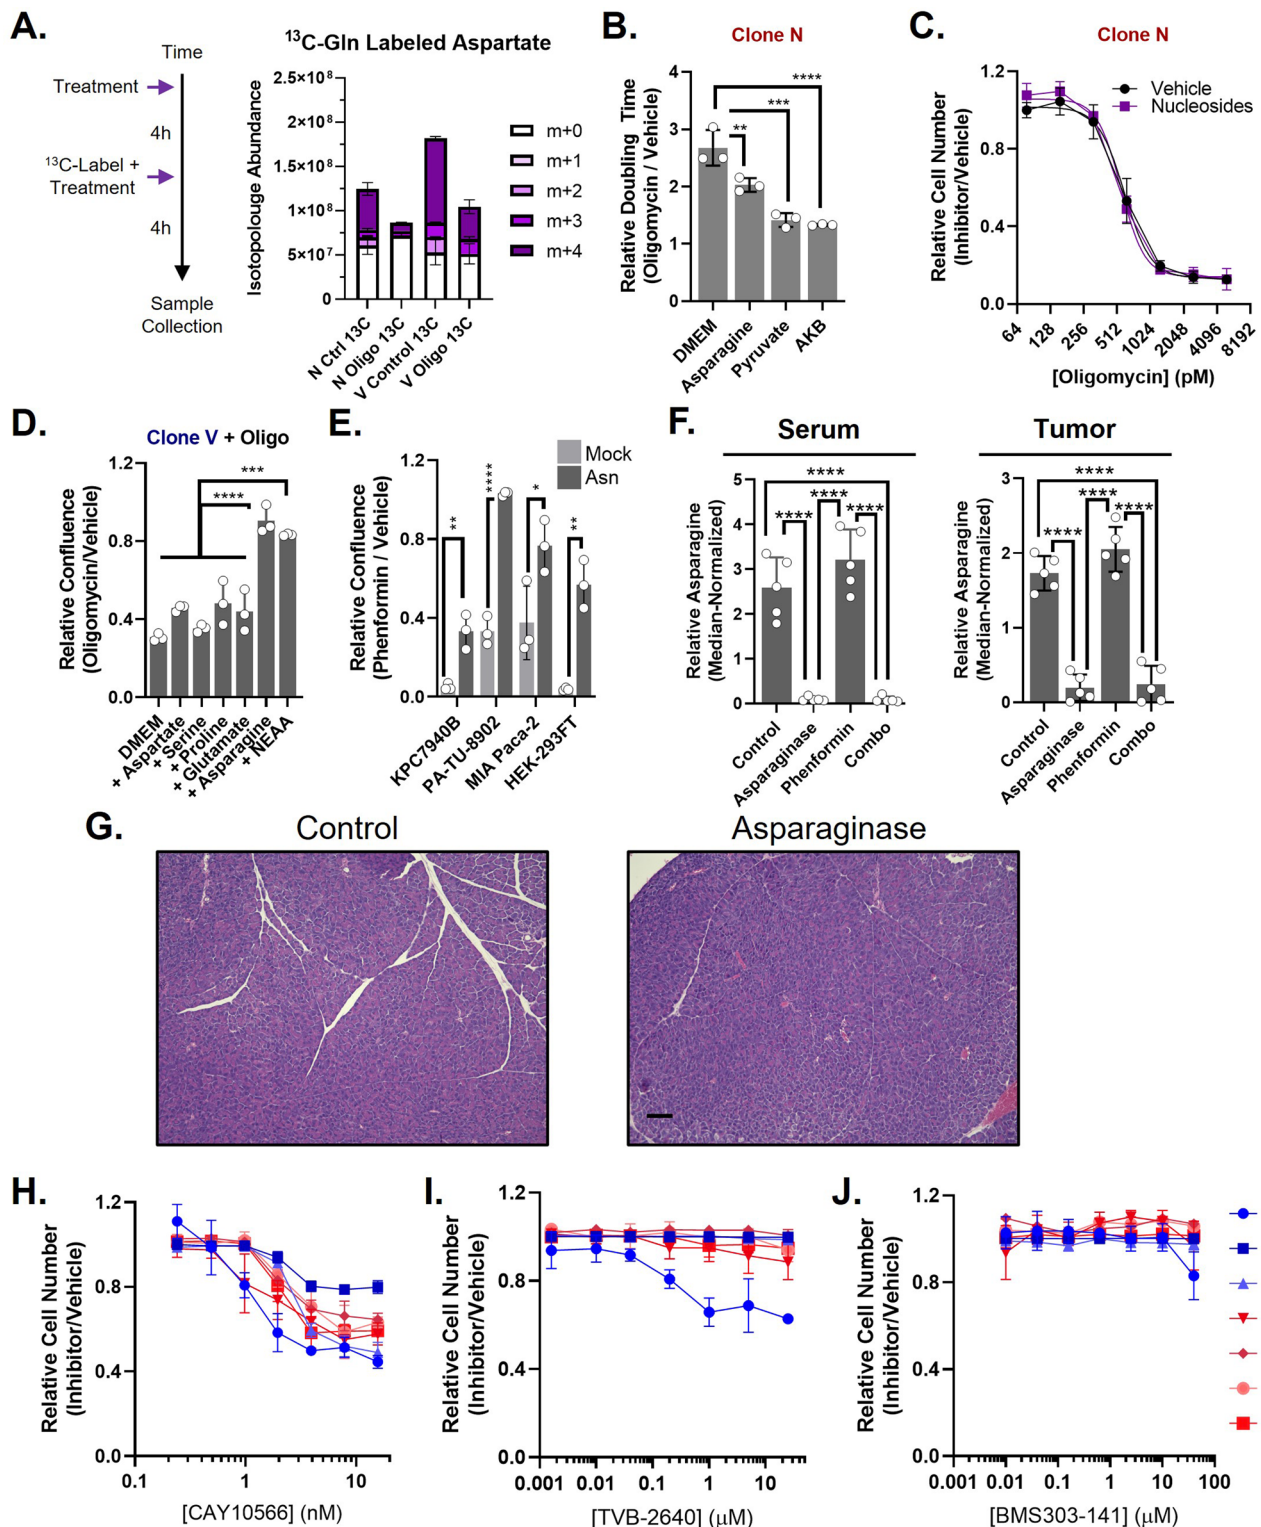 A.
Time
Treatment
4h
¹³C-Label +
Treatment
4h
Sample
Collection
¹³C-Gln Labeled Aspartate
Isotopolouge Abundance
2.5×10⁸
2×10⁸
1.5×10⁸
1×10⁸
5×10⁷
0
N Ctrl 13C
N Oligo 13C
V Control 13C
V Oligo 13C
m+0
m+1
m+2
m+3
m+4
B.
Clone N
Relative Doubling Time
(Oligomycin / Vehicle)
4
3
2
1
0
****
***
**
DMEM
Asparagine
Pyruvate
AKB
C.
Clone N
Relative Cell Number
(Inhibitor/Vehicle)
1.2
0.8
0.4
0.0
Vehicle
Nucleosides
64
128
256
512
1024
2048
4096
8192
[Oligomycin] (pM)
D.
Clone V + Oligo
Relative Confluence
(Oligomycin/Vehicle)
1.2
0.8
0.4
0.0
***
****
DMEM
+ Aspartate
+ Serine
+ Proline
+ Glutamate
+ Asparagine
+ NEAA
E.
Mock
Asn
Relative Confluence
(Phenformin / Vehicle)
1.2
0.8
0.4
0.0
**
****
*
**
KPC7940B
PA-TU-8902
MIA Paca-2
HEK-293FT
F.
Serum
Relative Asparagine
(Median-Normalized)
5
4
3
2
1
0
****
****
****
****
Control
Asparaginase
Phenformin
Combo
Tumor
Relative Asparagine
(Median-Normalized)
3
2
1
0
****
****
****
****
Control
Asparaginase
Phenformin
Combo
G.
Control
Asparaginase
H.
Relative Cell Number
(Inhibitor/Vehicle)
1.2
0.8
0.4
0.0
0.1
1
10
[CAY10566] (nM)
I.
Relative Cell Number
(Inhibitor/Vehicle)
1.2
0.8
0.4
0.0
0.001
0.01
0.1
1
10
[TVB-2640] (μM)
J.
Relative Cell Number
(Inhibitor/Vehicle)
1.2
0.8
0.4
0.0
0.001
0.01
0.1
1
10
100
[BMS303-141] (μM)